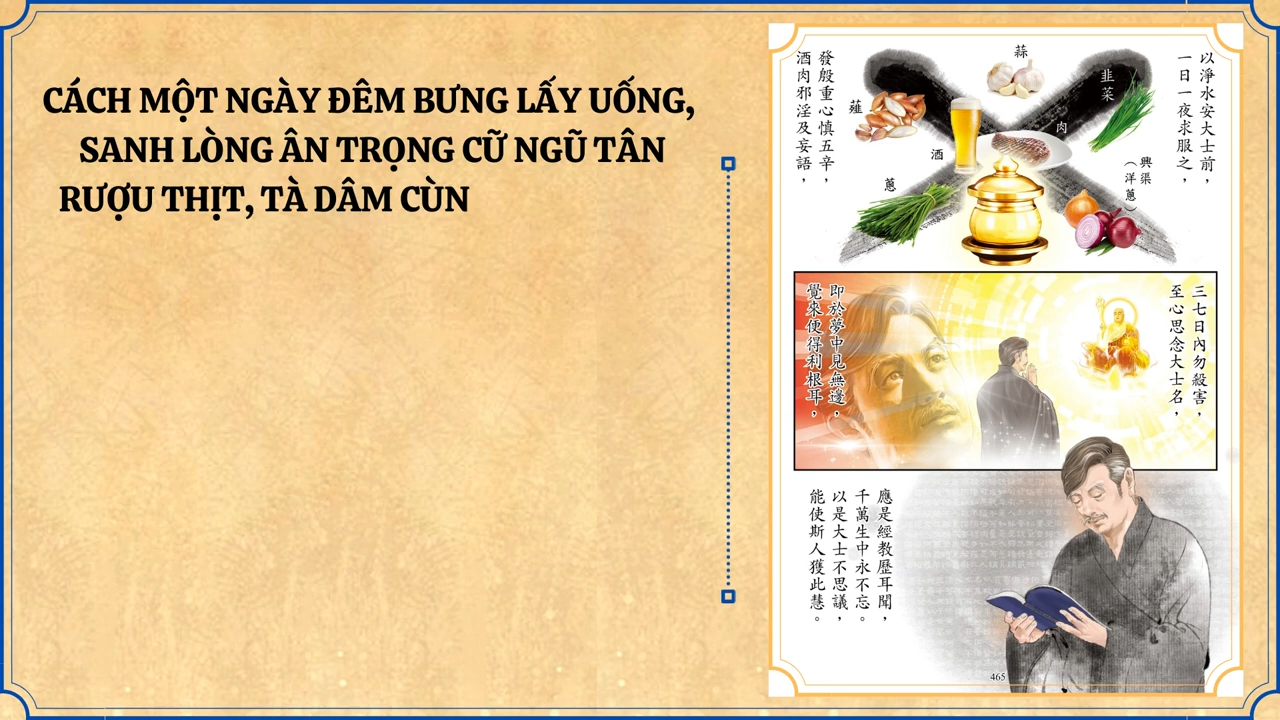 CÁCH MỘT NGÀY ĐÊM BƯNG LẤY UỐNG,
SANH LÒNG ÂN TRỌNG CỮ NGŨ TÂN
RƯỢU THỊT, TÀ DÂM CÙN
以淨水安大士前，
一日一夜求服之，
發殷重心慎五辛，
酒肉邪淫及妄語，
蒜
韭菜
薤
肉
酒
蔥
興渠
（洋蔥）
三七日內勿殺害，
至心思念大士名，
即於夢中見無邊，
覺來便得利根耳，
應是經教歷耳聞，
千萬生中永不忘。
以是大士不思議，
能使斯人獲此慧。
465